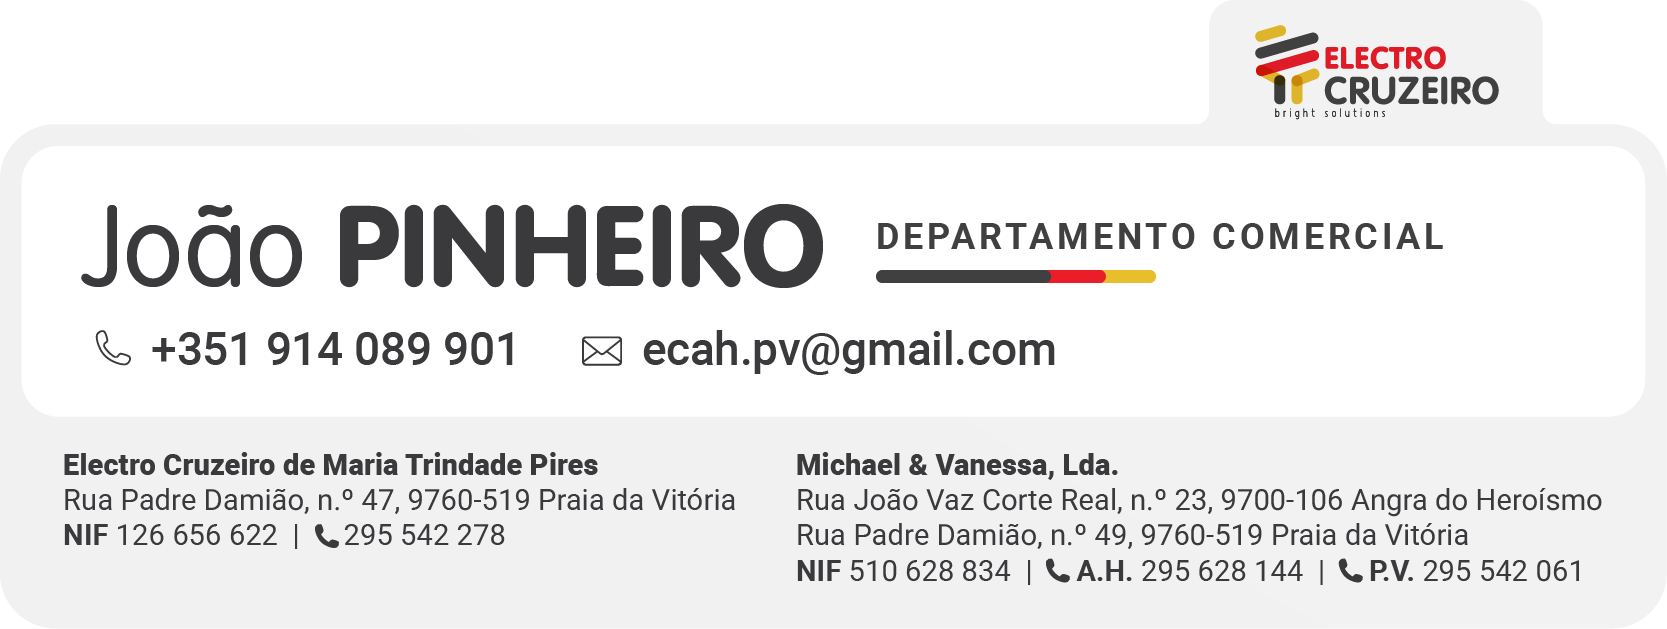 ELECTRO
CRUZEIRO
bright solutions
João PINHEIRO
DEPARTAMENTO COMERCIAL
+351 914 089 901
ecah.pv@gmail.com
Electro Cruzeiro de Maria Trindade Pires
Rua Padre Damião, n.º 47, 9760-519 Praia da Vitória
NIF 126 656 622 | 295 542 278
Michael & Vanessa, Lda.
Rua João Vaz Corte Real, n.º 23, 9700-106 Angra do Heroísmo
Rua Padre Damião, n.º 49, 9760-519 Praia da Vitória
NIF 510 628 834 | A.H. 295 628 144 | P.V. 295 542 061